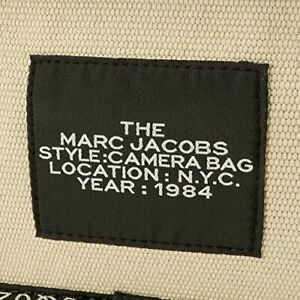 THE
MARC JACOBS
STYLE:CAMERA BAG
LOCATION : N.Y.C.
YEAR : 1984